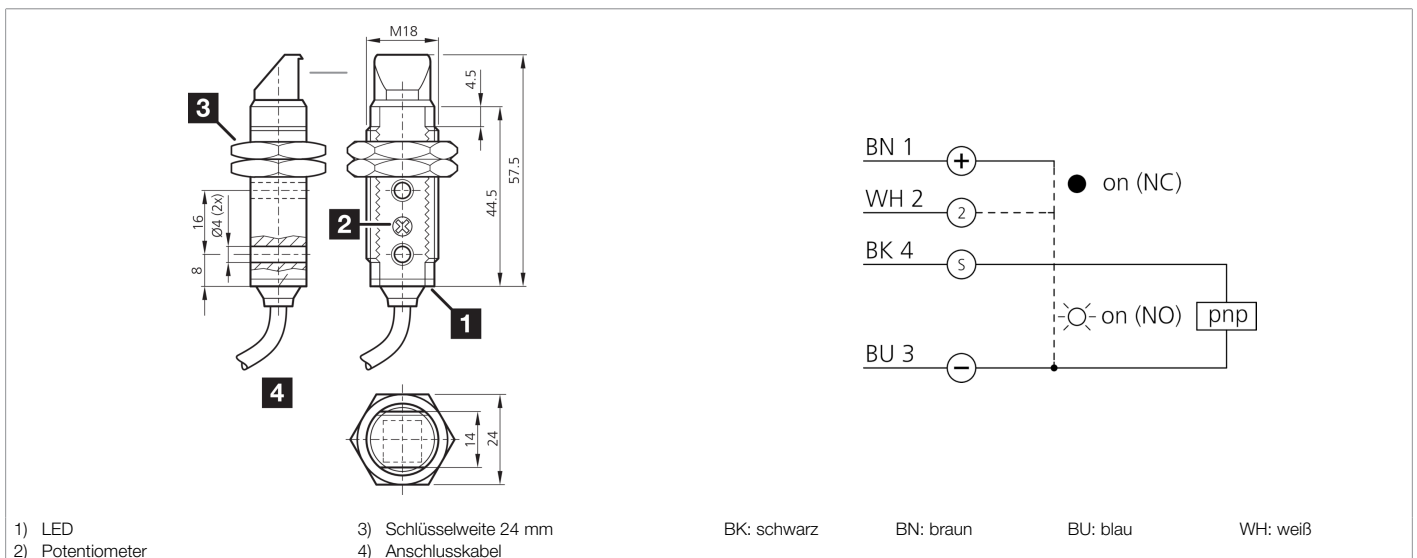 M18
4.5
3
57.5
44.5
16
Ø4 (2x)
2
8
1
4
14
24
BN 1
+
● on (NC)
WH 2
2
BK 4
S
on (NO)
pnp
BU 3
−
1) LED
2) Potentiometer
3) Schlüsselweite 24 mm
4) Anschlusskabel
BK: schwarz BN: braun BU: blau WH: weiß